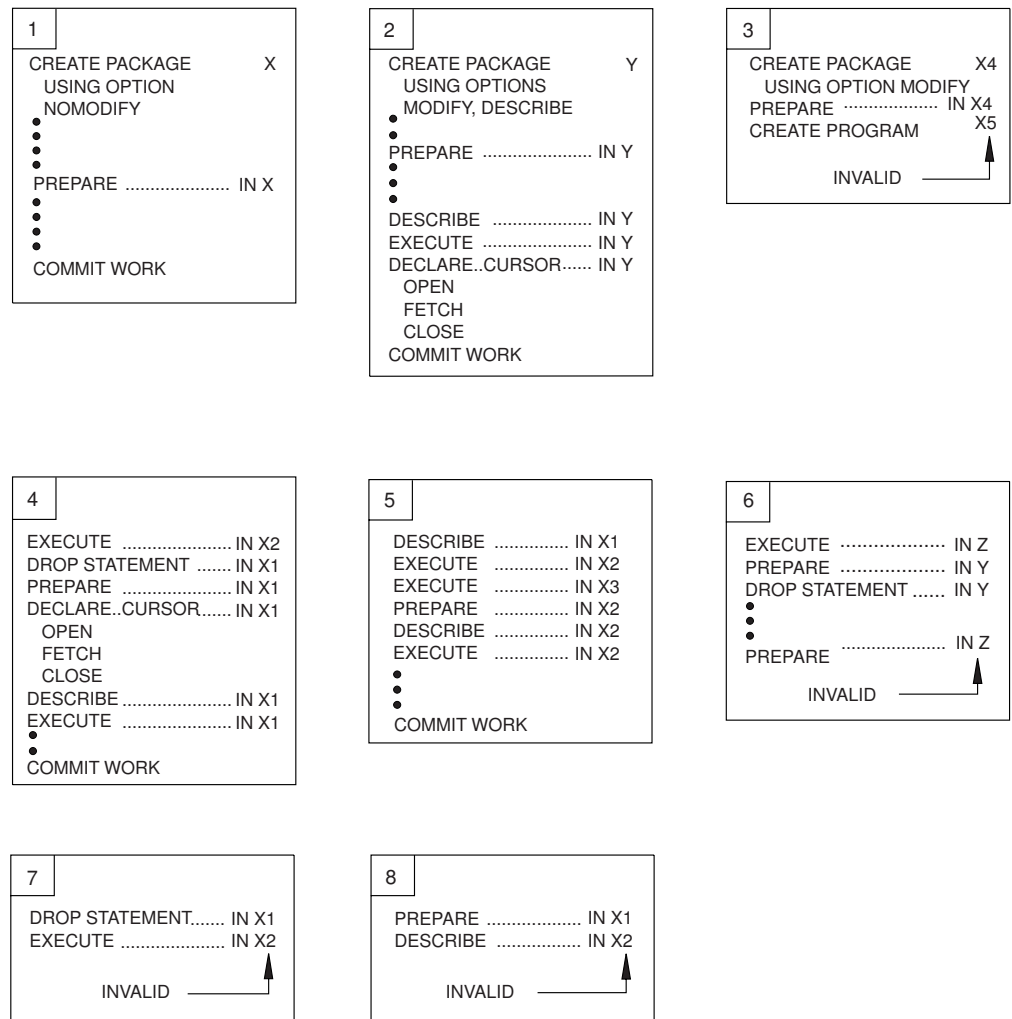 1
CREATE PACKAGE X
USING OPTION
NOMODIFY
PREPARE ..................... IN X
COMMIT WORK
2
CREATE PACKAGE Y
USING OPTIONS
MODIFY, DESCRIBE
PREPARE ...................... IN Y
DESCRIBE .................... IN Y
EXECUTE ...................... IN Y
DECLARE..CURSOR...... IN Y
OPEN
FETCH
CLOSE
COMMIT WORK
3
CREATE PACKAGE X4
USING OPTION MODIFY
PREPARE ................... IN X4
CREATE PROGRAM X5
INVALID
4
EXECUTE ...................... IN X2
DROP STATEMENT ....... IN X1
PREPARE ...................... IN X1
DECLARE..CURSOR...... IN X1
OPEN
FETCH
CLOSE
DESCRIBE...................... IN X1
EXECUTE ...................... IN X1
COMMIT WORK
5
DESCRIBE ............... IN X1
EXECUTE ............... IN X2
EXECUTE ............... IN X3
PREPARE ............... IN X2
DESCRIBE ............... IN X2
EXECUTE ............... IN X2
COMMIT WORK
6
EXECUTE ..................... IN Z
PREPARE ..................... IN Y
DROP STATEMENT ...... IN Y
PREPARE ..................... IN Z
INVALID
7
DROP STATEMENT....... IN X1
EXECUTE ..................... IN X2
INVALID
8
PREPARE ................... IN X1
DESCRIBE ................. IN X2
INVALID